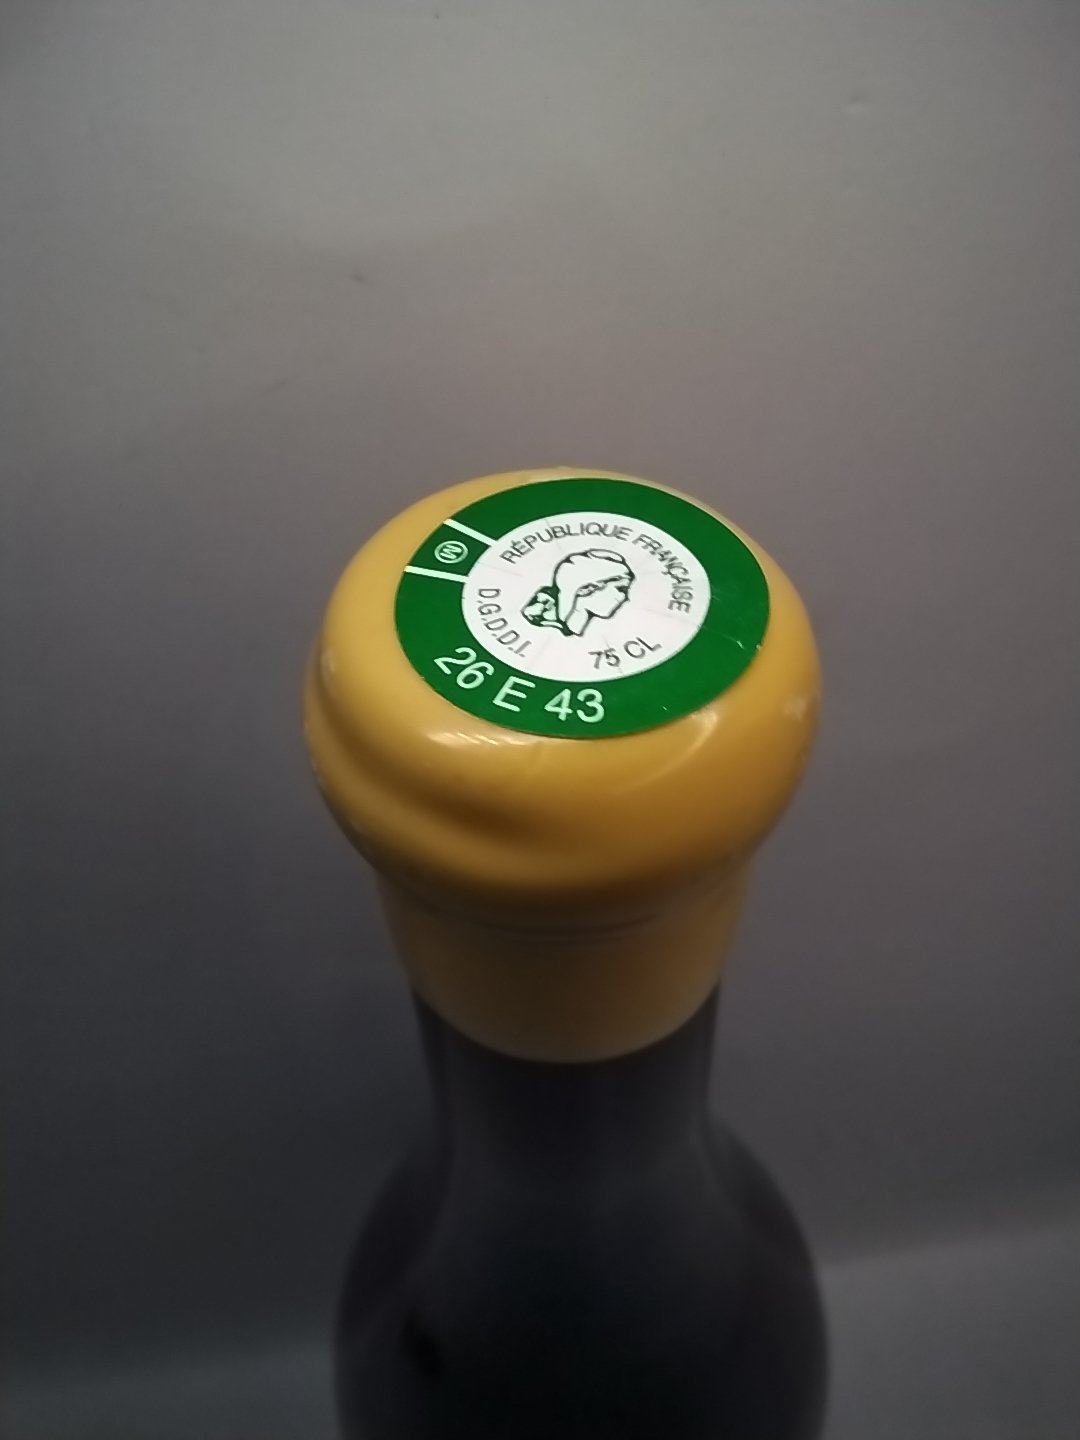 RÉPUBLIQUE FRANÇAISE
M
D.G.D.D.I.
75 CL
26 E 43